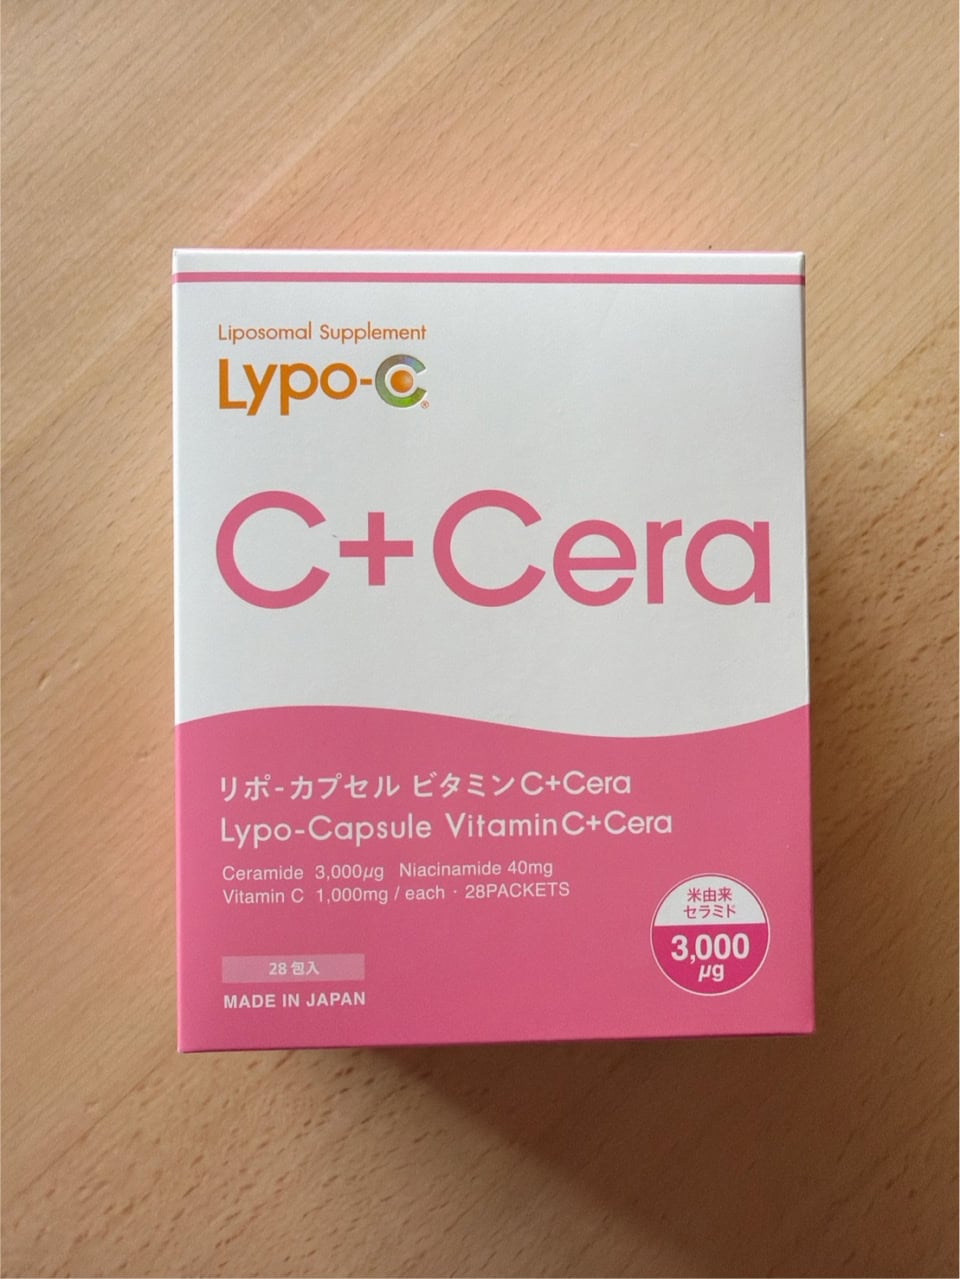 Liposomal Supplement
Lypo-C®
C+Cera
リポ-カプセル ビタミンC+Cera
Lypo-Capsule VitaminC+Cera
Ceramide 3,000μg Niacinamide 40mg
Vitamin C 1,000mg / each · 28PACKETS
米由来
セラミド
3,000
μg
28包入
MADE IN JAPAN